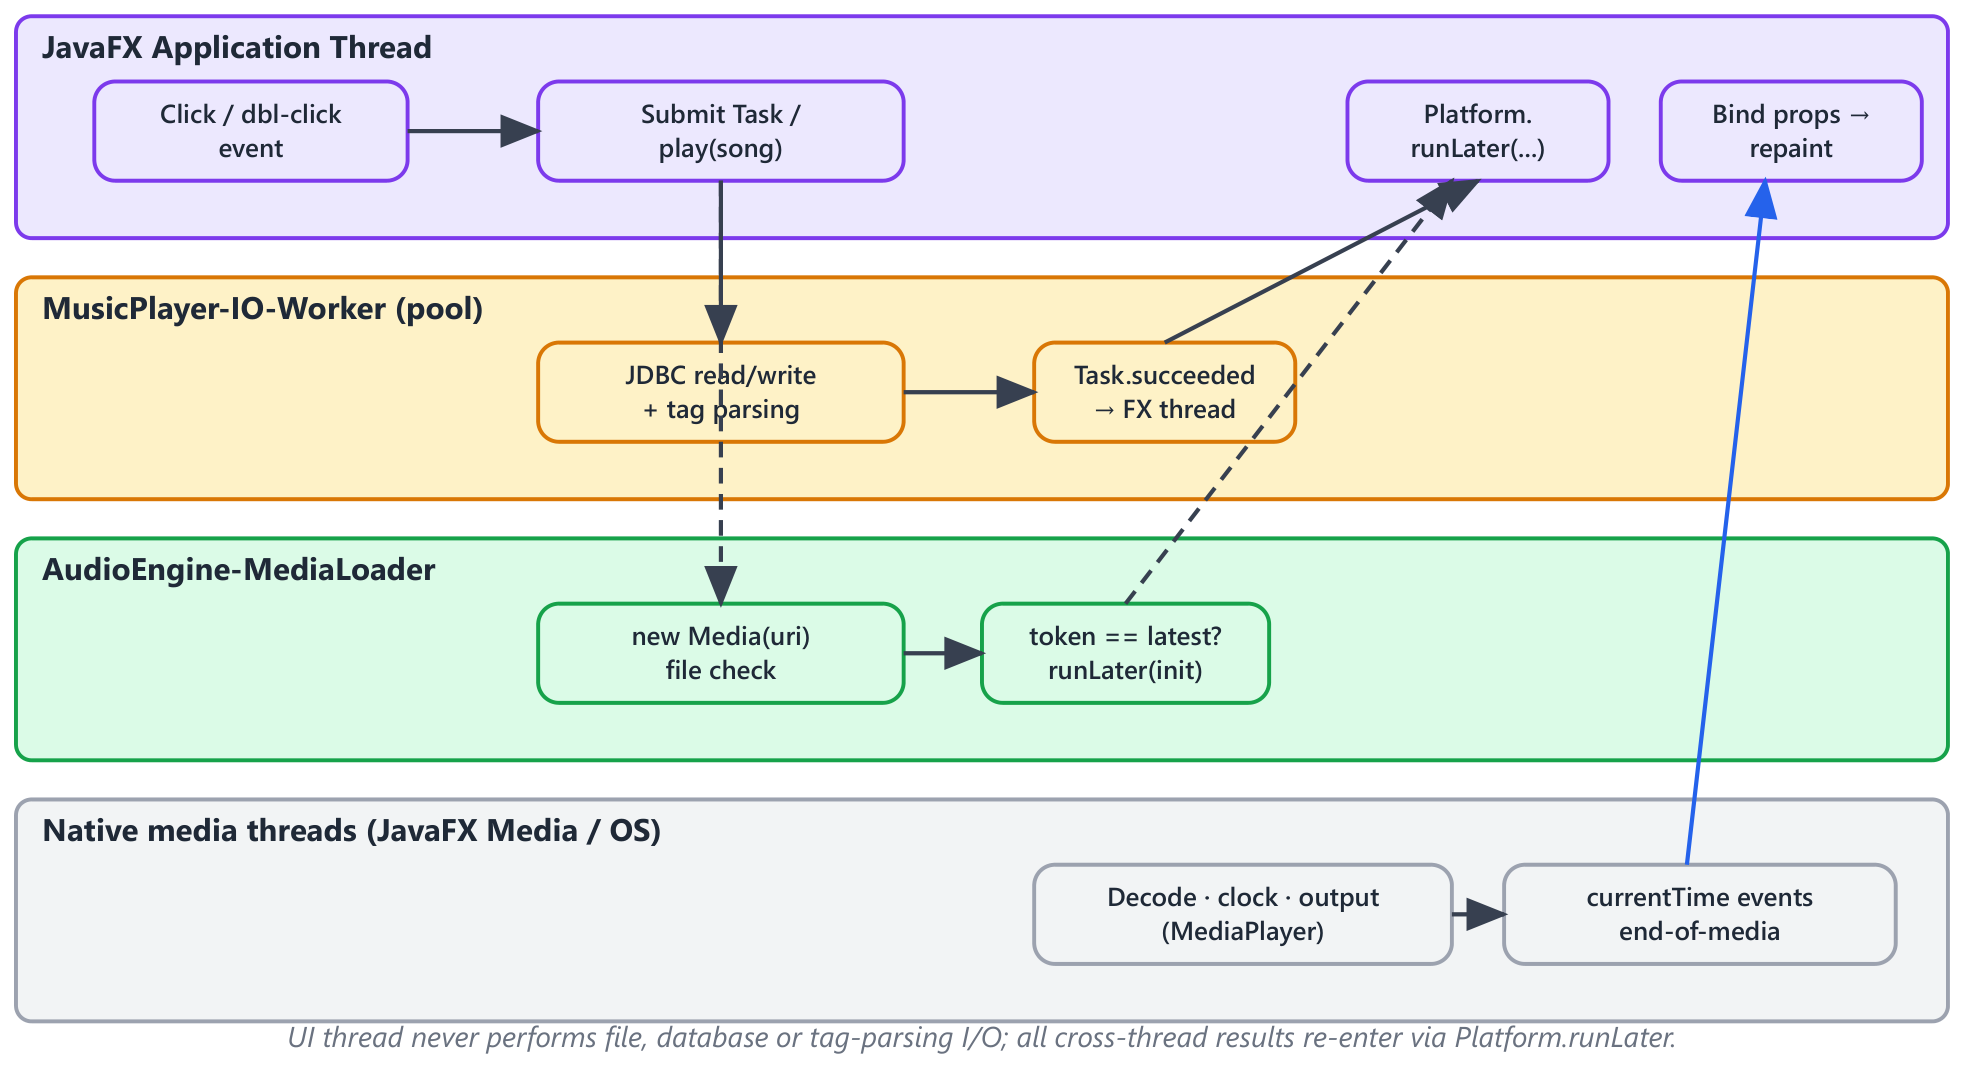 JavaFX Application Thread
Click / dbl-click
event
Submit Task /
play(song)
Platform.
runLater(...)
Bind props →
repaint
MusicPlayer-IO-Worker (pool)
JDBC read/write
+ tag parsing
Task.succeeded
→ FX thread
AudioEngine-MediaLoader
new Media(uri)
file check
token == latest?
runLater(init)
Native media threads (JavaFX Media / OS)
Decode · clock · output
(MediaPlayer)
currentTime events
end-of-media
UI thread never performs file, database or tag-parsing I/O; all cross-thread results re-enter via Platform.runLater.